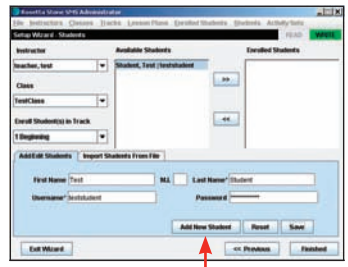 Rosetta Stone SMS Administrator
File Instructors Classes Tracks Lesson Plans Enrolled Students Students Activity Sets
Setup Wizard - Students READ WRITE
Instructor Available Students Enrolled Students
teacher, test Student, Test | teststudent
>>
Class
TestClass
<<
Enroll Student(s) in Track
1 Beginning
Add/Edit Students Import Students From File
First Name Test M.I. Last Name* Student
Username* teststudent Password **********
Add New Student Reset Save
Exit Wizard << Previous Finished